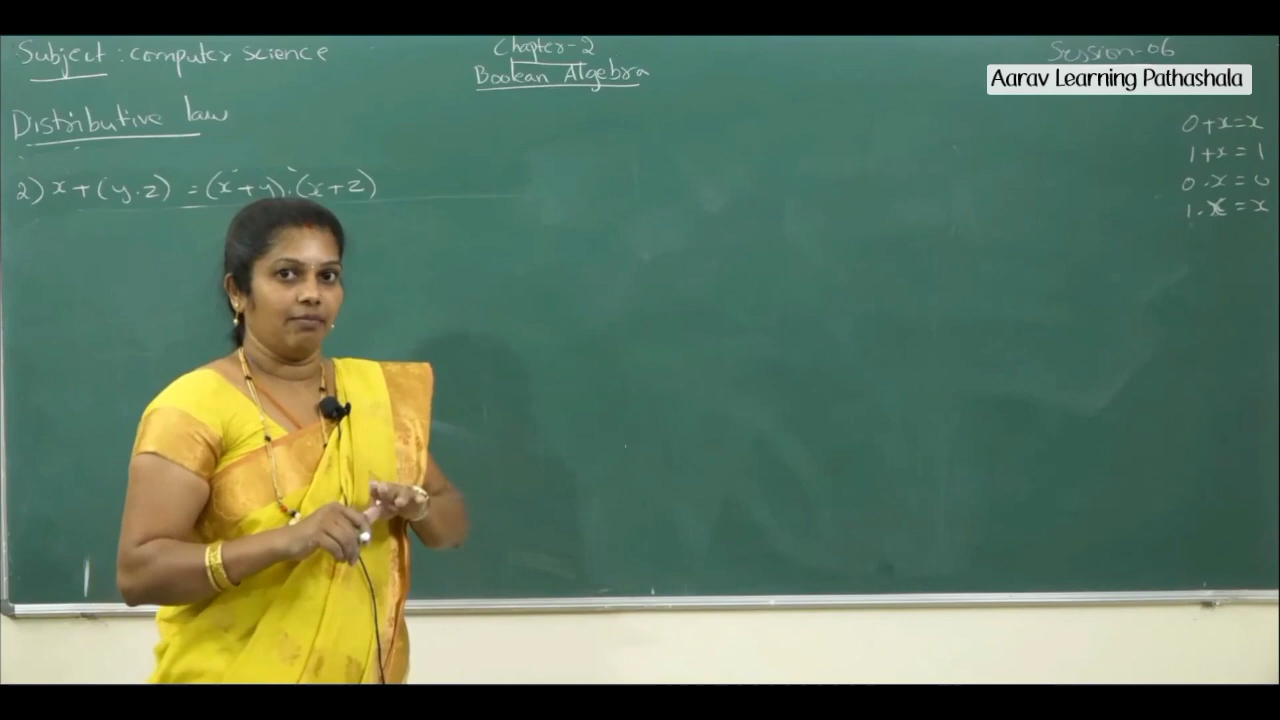 Subject : computer science
Chapter-2
Boolean Algebra
Session-06
Aarav Learning Pathashala
Distributive law
2) x + (y . z) = (x + y) . (x + z)
0 + x = x
1 + x = 1
0 . x = 0
1 . x = x